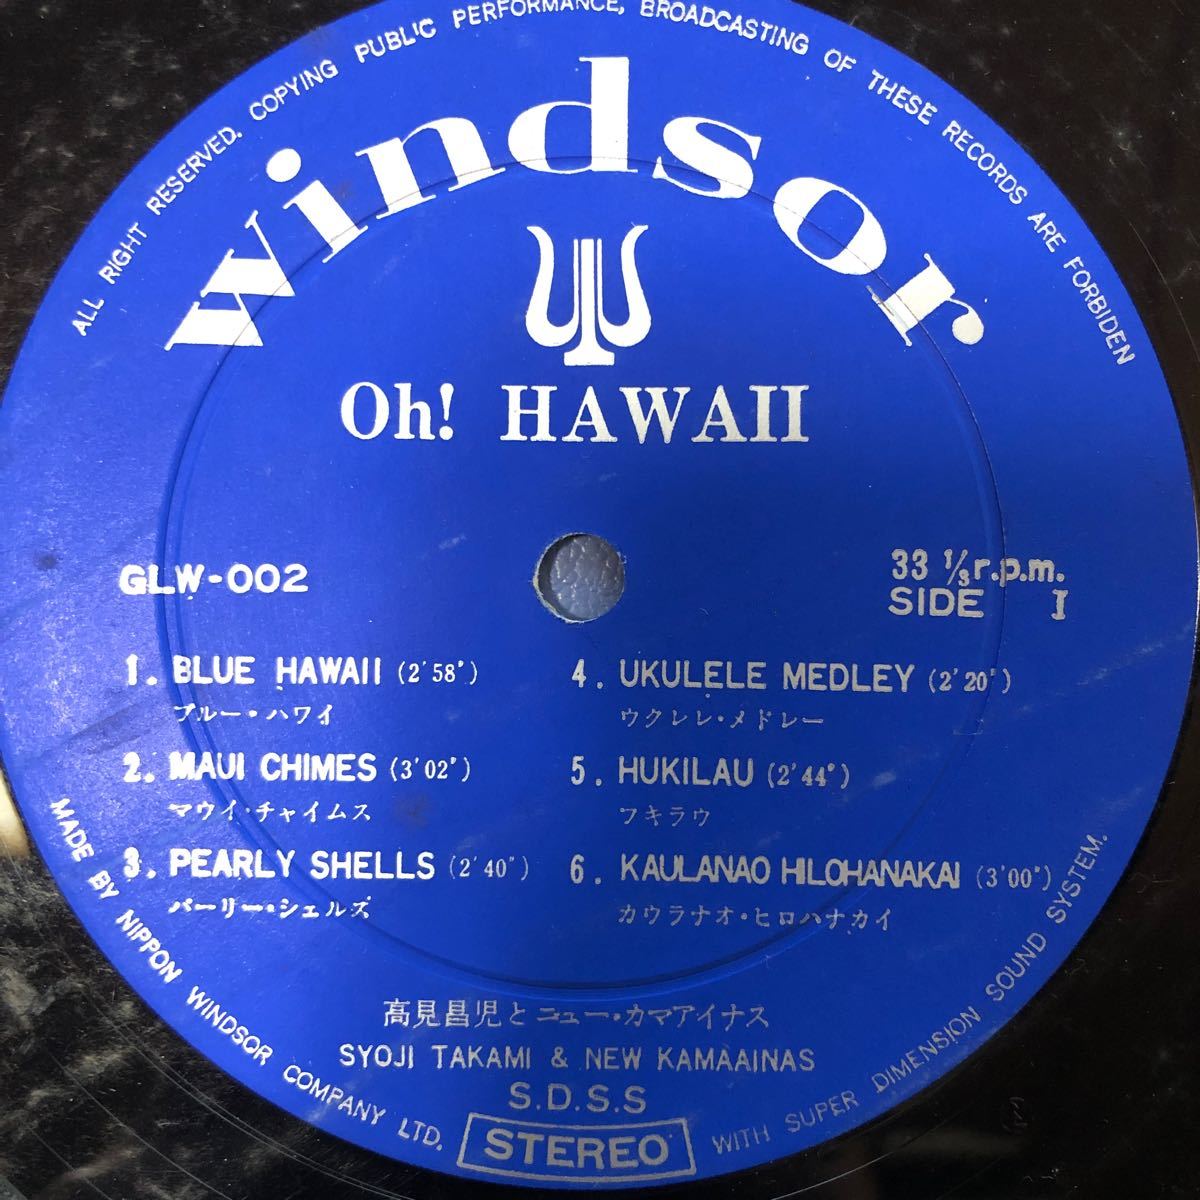 ALL RIGHT RESERVED. COPYING PUBLIC PERFORMANCE, BROADCASTING OF THESE RECORDS ARE FORBIDEN
windsor
Oh! HAWAII
GLW-002
33 1/3 r.p.m.
SIDE I
1. BLUE HAWAII (2'58")
ブルー・ハワイ
2. MAUI CHIMES (3'02")
マウイ・チャイムス
3. PEARLY SHELLS (2'40")
パーリー・シェルズ
4. UKULELE MEDLEY (2'20")
ウクレレ・メドレー
5. HUKILAU (2'44")
フキラウ
6. KAULANAO HILOHANAKAI (3'00")
カウラナオ・ヒロハナカイ
高見昌児とニュー・カマアイナス
SYOJI TAKAMI & NEW KAMAAINAS
S.D.S.S
STEREO
MADE BY NIPPON WINDSOR COMPANY LTD.
WITH SUPER DIMENSION SOUND SYSTEM.